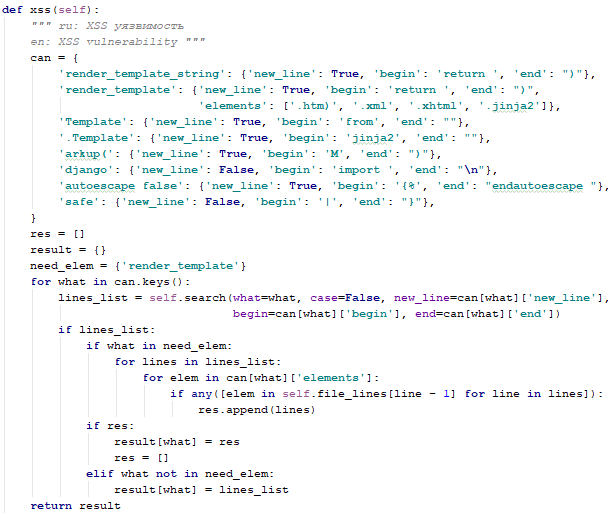 def xss(self):
    """ ru: XSS уязвимость
    en: XSS vulnerability """
    can = {
        'render_template_string': {'new_line': True, 'begin': 'return ', 'end': ")"},
        'render_template': {'new_line': True, 'begin': 'return ', 'end': ")",
                            'elements': ['.htm)', '.xml', '.xhtml', '.jinja2']},
        'Template': {'new_line': True, 'begin': 'from', 'end': ""},
        '.Template': {'new_line': True, 'begin': 'jinja2', 'end': ""},
        'arkup(': {'new_line': True, 'begin': 'M', 'end': ")"},
        'django': {'new_line': False, 'begin': 'import ', 'end': "\n"},
        'autoescape false': {'new_line': True, 'begin': '{%', 'end': "endautoescape "},
        'safe': {'new_line': False, 'begin': '|', 'end': "}"},
    }
    res = []
    result = {}
    need_elem = {'render_template'}
    for what in can.keys():
        lines_list = self.search(what=what, case=False, new_line=can[what]['new_line'],
                                 begin=can[what]['begin'], end=can[what]['end'])
        if lines_list:
            if what in need_elem:
                for lines in lines_list:
                    for elem in can[what]['elements']:
                        if any([elem in self.file_lines[line - 1] for line in lines]):
                            res.append(lines)
            if res:
                result[what] = res
                res = []
            elif what not in need_elem:
                result[what] = lines_list
    return result